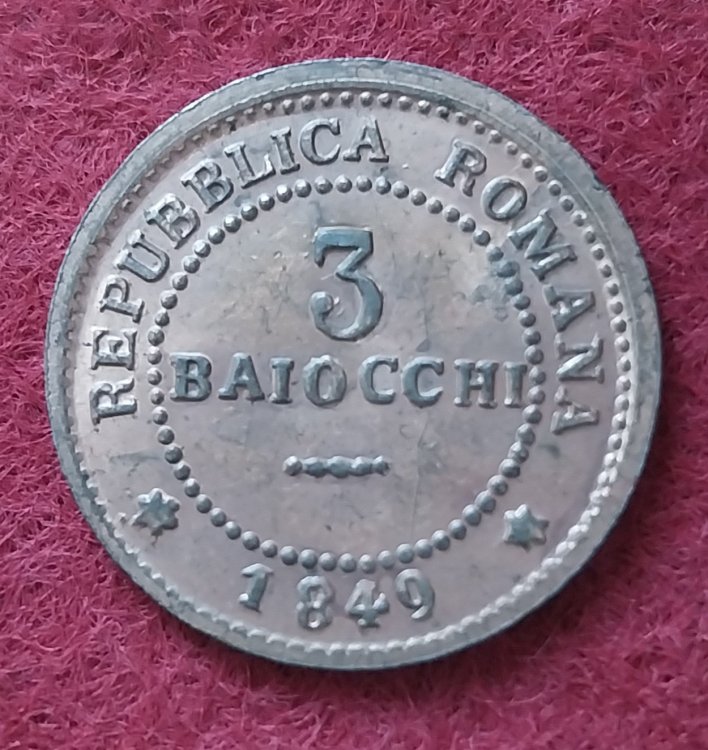 REPUBBLICA ROMANA
3
BAIOCCHI
1849